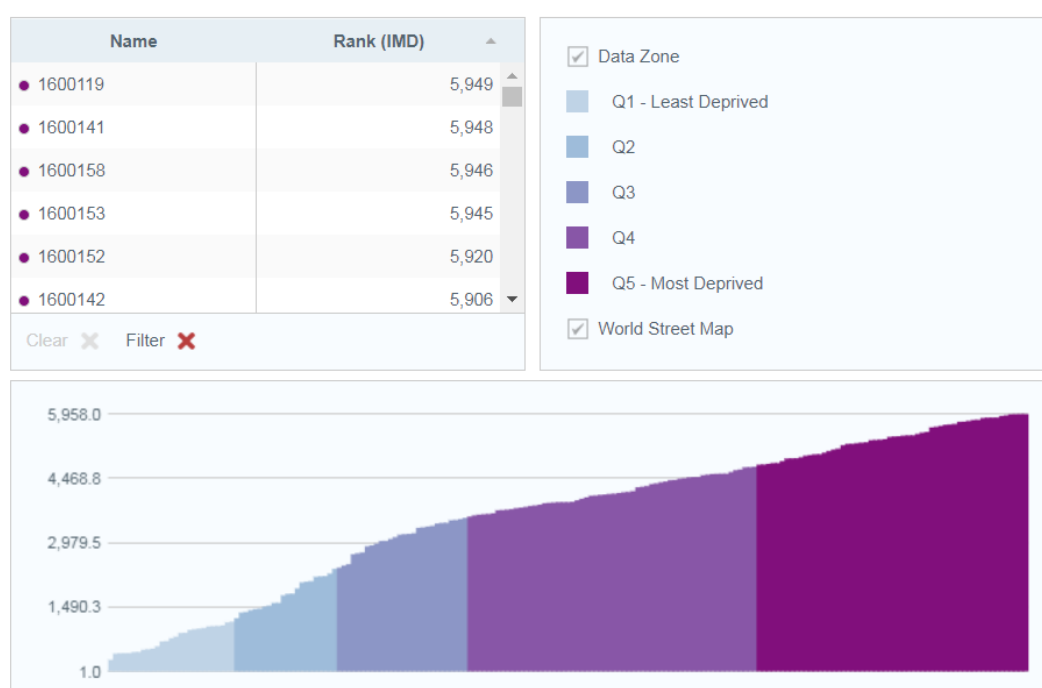 Name Rank (IMD)
1600119 5,949
1600141 5,948
1600158 5,946
1600153 5,945
1600152 5,920
1600142 5,906
Clear Filter
Data Zone
Q1 - Least Deprived
Q2
Q3
Q4
Q5 - Most Deprived
World Street Map
5,958.0
4,468.8
2,979.5
1,490.3
1.0